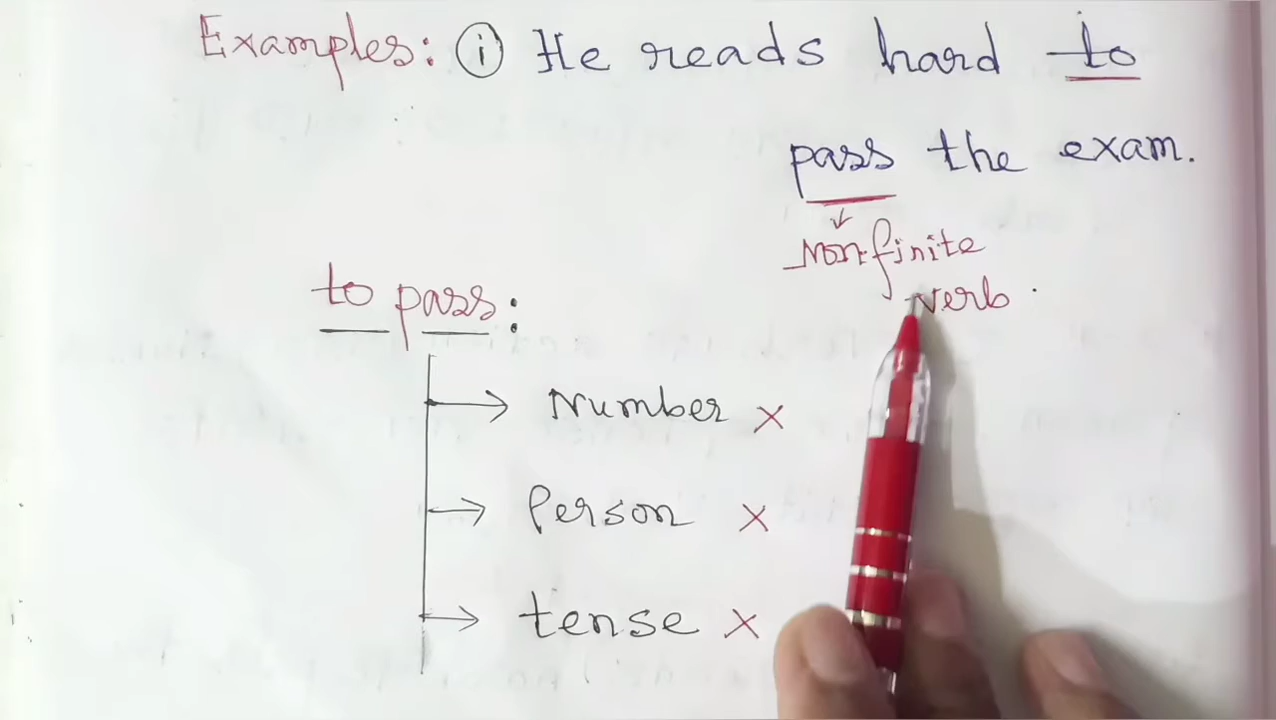 Examples: (i) He reads hard to
pass the exam.
↓
Non-finite
verb.
to pass:
→ Number ×
→ Person ×
→ tense ×